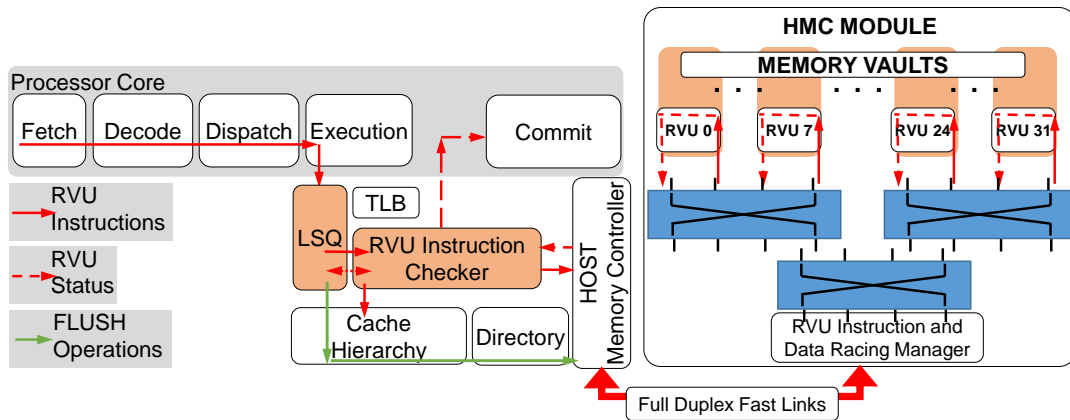 HMC MODULE
MEMORY VAULTS
. . . . . . . . . . .
RVU 0
RVU 7
RVU 24
RVU 31
Processor Core
Fetch
Decode
Dispatch
Execution
Commit
RVU
Instructions
RVU
Status
FLUSH
Operations
LSQ
TLB
RVU Instruction
Checker
Cache
Hierarchy
Directory
HOST
Memory Controller
RVU Instruction and
Data Racing Manager
Full Duplex Fast Links